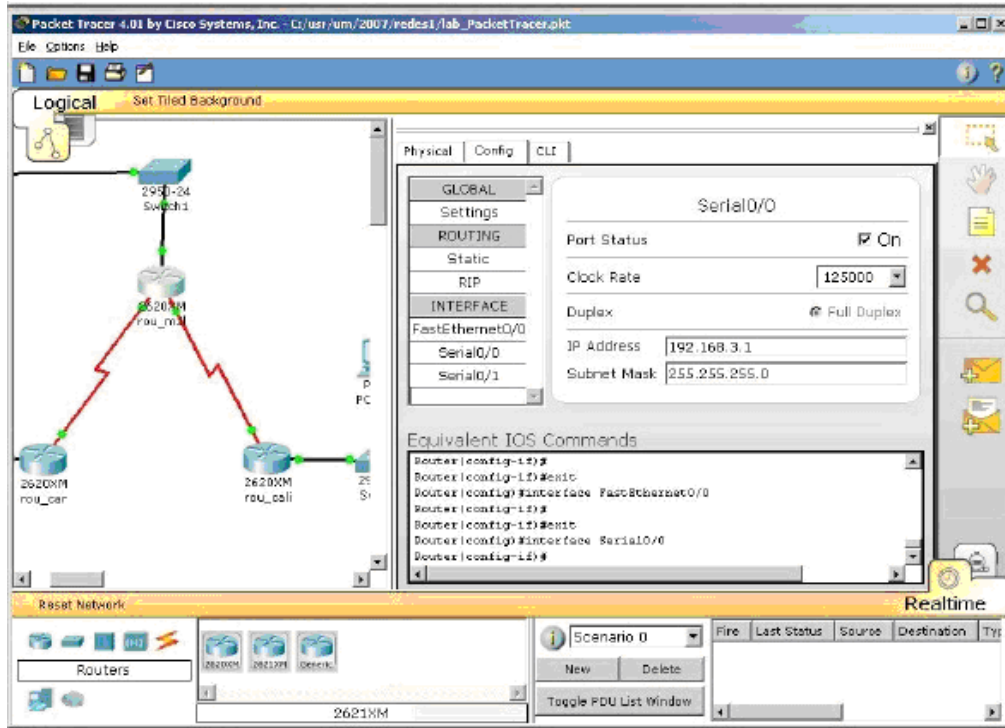 Packet Tracer 4.01 by Cisco Systems, Inc. - C:/usr/um/2007/redes1/lab_PacketTracer.pkt
File Options Help
Logical
Set Tiled Background
2950-24
Switch1
2620XM
rou_mzl
2620XM
rou_car
2620XM
rou_cali
P
PC
29
S
Physical Config CLI
GLOBAL
Settings
ROUTING
Static
RIP
INTERFACE
FastEthernet0/0
Serial0/0
Serial0/1
Serial0/0
Port Status On
Clock Rate 125000
Duplex Full Duplex
IP Address 192.168.3.1
Subnet Mask 255.255.255.0
Equivalent IOS Commands
Router(config-if)#
Router(config-if)#exit
Router(config)#interface FastEthernet0/0
Router(config-if)#
Router(config-if)#exit
Router(config)#interface Serial0/0
Router(config-if)#
Reset Network
Realtime
Routers
2620XM 2621XM Generic
2621XM
Scenario 0
New Delete
Toggle PDU List Window
Fire Last Status Source Destination Typ